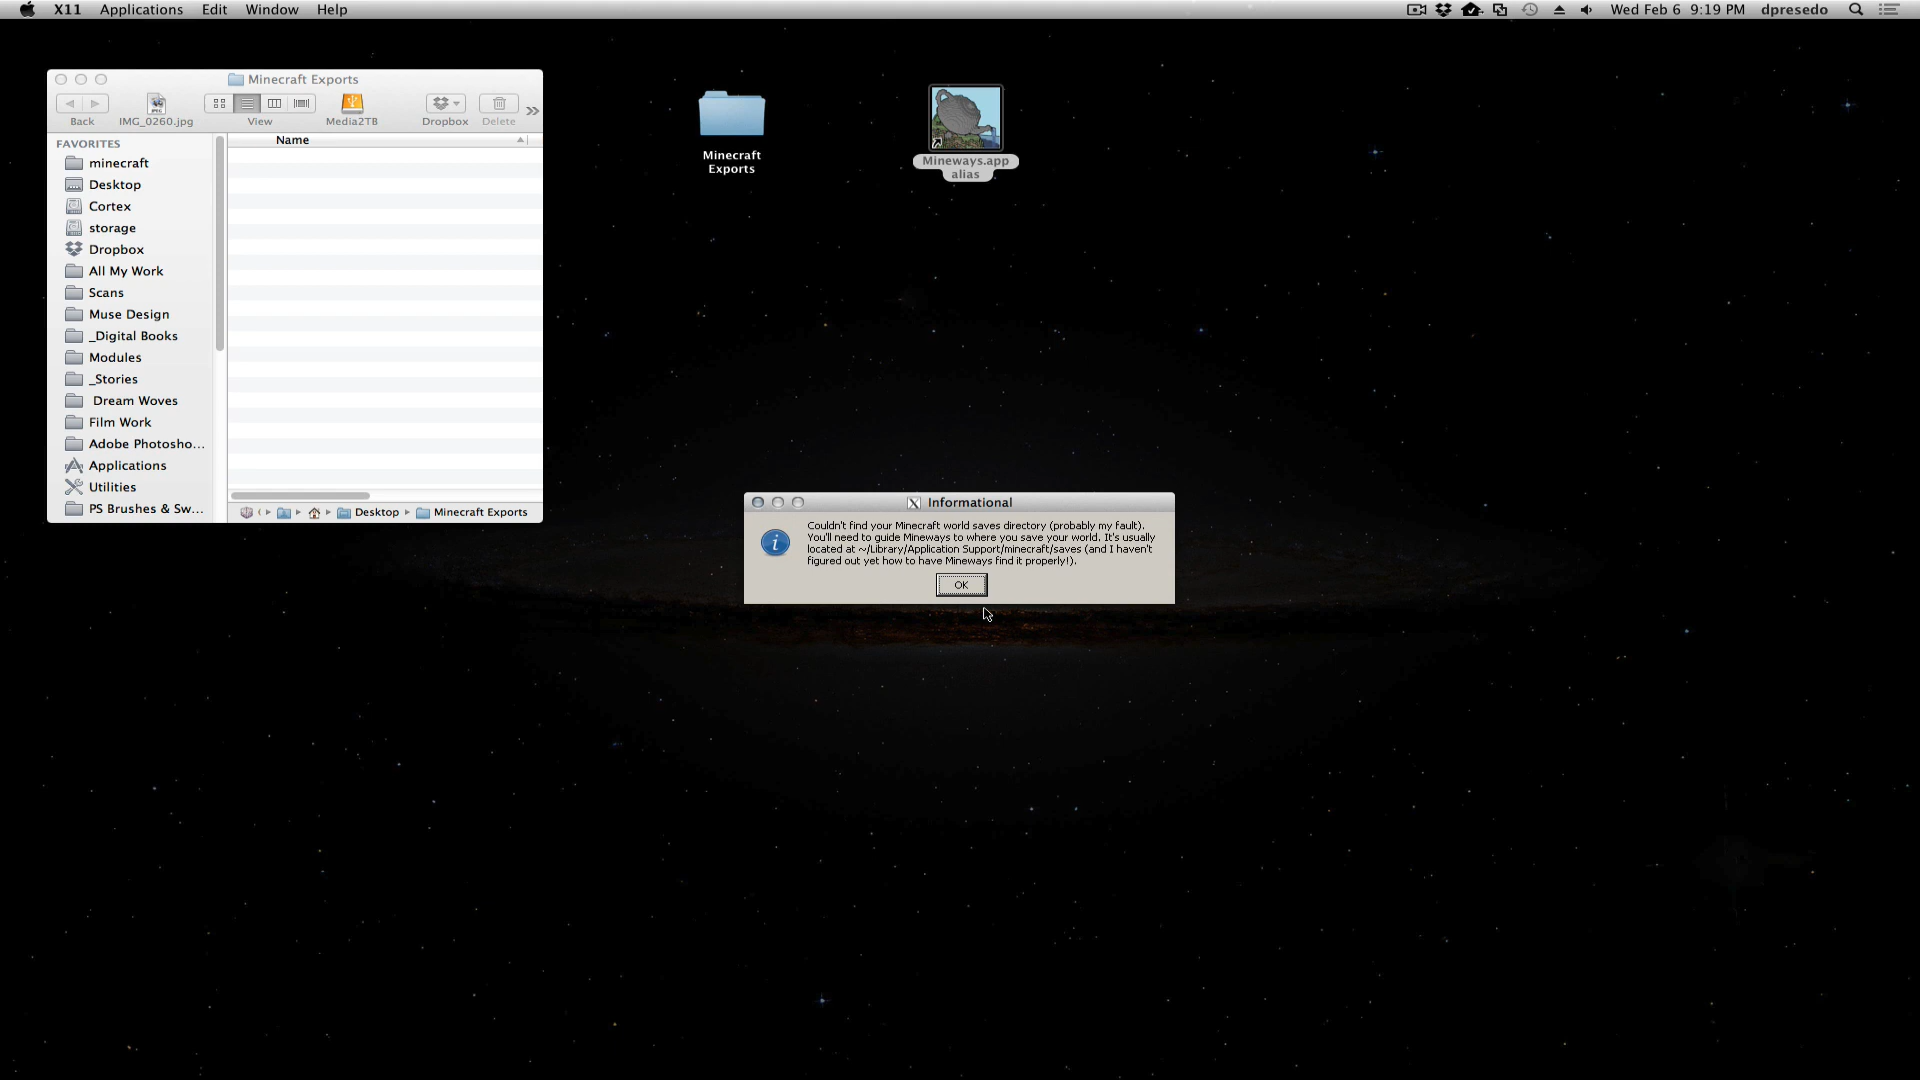 X11 Applications Edit Window Help
Wed Feb 6 9:19 PM dpresedo
Minecraft Exports
Back
JPEG
IMG_0260.jpg
View
Media2TB
Dropbox
Delete
FAVORITES
minecraft
Desktop
Cortex
storage
Dropbox
All My Work
Scans
Muse Design
_Digital Books
Modules
_Stories
Dream Waves
Film Work
Adobe Photosho...
Applications
Utilities
PS Brushes & Sw...
Name
Desktop
Minecraft Exports
Minecraft
Exports
Mineways.app
alias
X Informational
Couldn't find your Minecraft world saves directory (probably my fault).
You'll need to guide Mineways to where you save your world. It's usually
located at ~/Library/Application Support/minecraft/saves (and I haven't
figured out yet how to have Mineways find it properly!).
OK